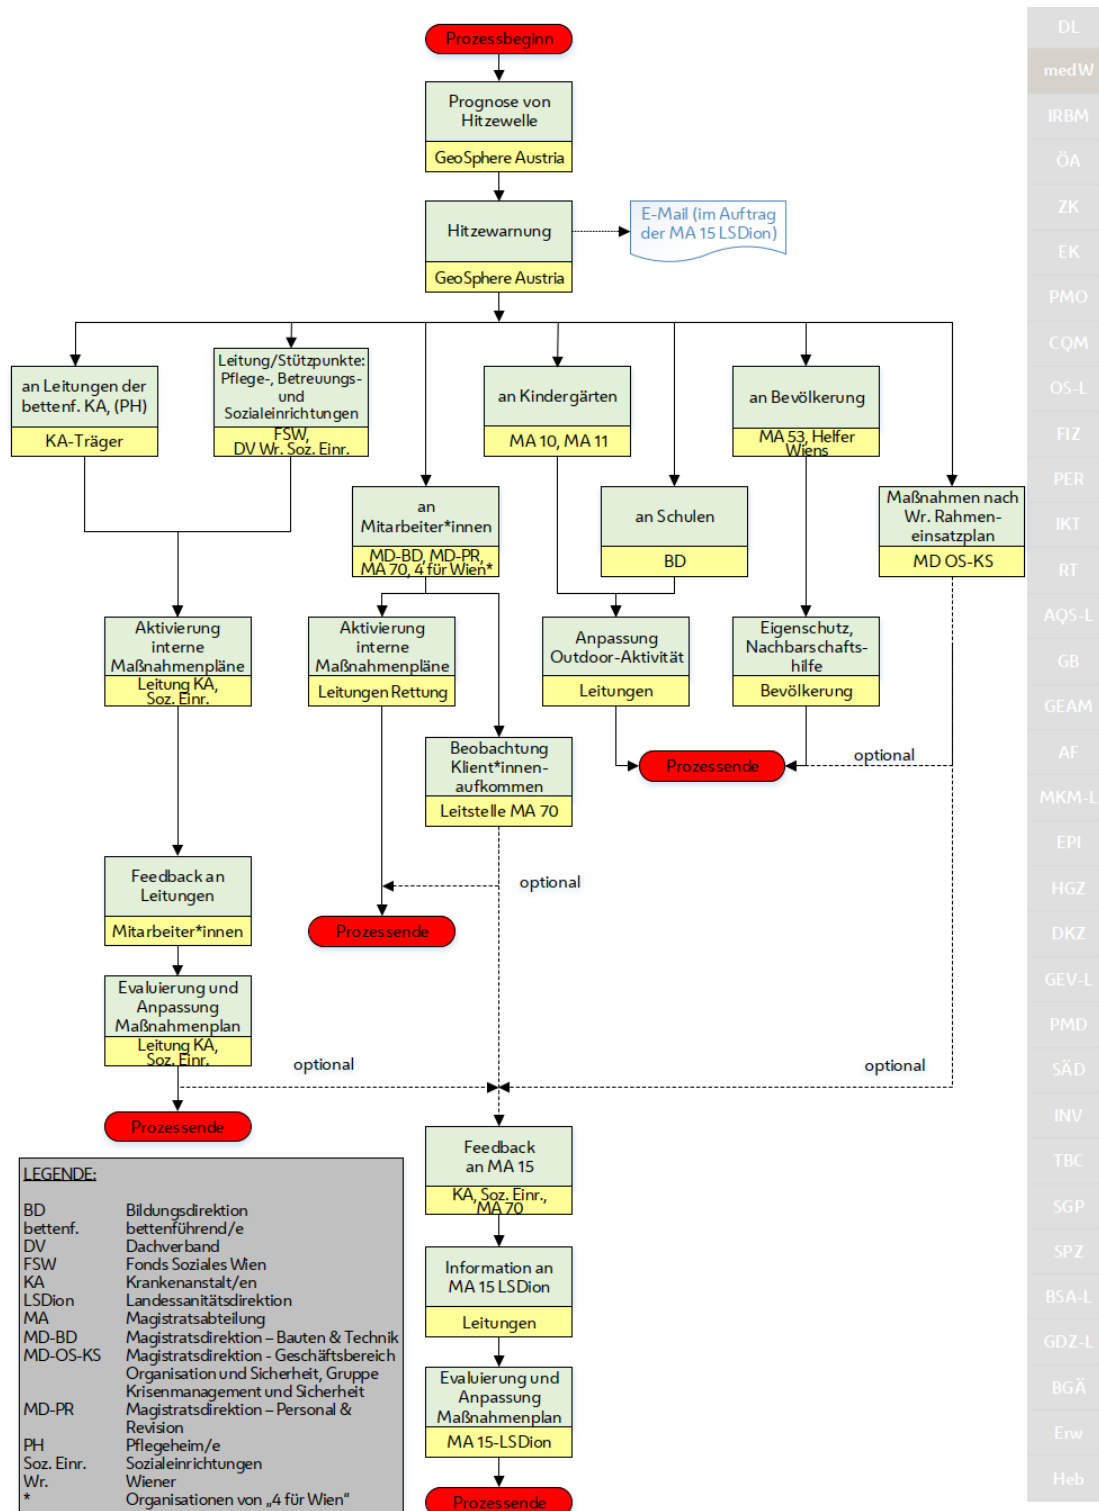 Prozessbeginn
Prognose von
Hitzewelle
GeoSphere Austria
Hitzewarnung
GeoSphere Austria
E-Mail (im Auftrag
der MA 15 LSDion)
an Leitungen der
bettenf. KA, (PH)
KA-Träger
Leitung/Stützpunkte:
Pflege-, Betreuungs-
und
Sozialeinrichtungen
FSW,
DV Wr. Soz. Einr.
an Kindergärten
MA 10, MA 11
an Bevölkerung
MA 53, Helfer
Wiens
an
Mitarbeiter*innen
MD-BD, MD-PR,
MA 70, 4 für Wien*
an Schulen
BD
Maßnahmen nach
Wr. Rahmen-
einsatzplan
MD OS-KS
Aktivierung
interne
Maßnahmenpläne
Leitung KA,
Soz. Einr.
Aktivierung
interne
Maßnahmenpläne
Leitungen Rettung
Anpassung
Outdoor-Aktivität
Leitungen
Eigenschutz,
Nachbarschafts-
hilfe
Bevölkerung
Beobachtung
Klient*innen-
aufkommen
Leitstelle MA 70
Prozessende
optional
Feedback an
Leitungen
Mitarbeiter*innen
optional
Prozessende
Evaluierung und
Anpassung
Maßnahmenplan
Leitung KA,
Soz. Einr.
optional
optional
Prozessende
Feedback
an MA 15
KA, Soz. Einr.,
MA 70
Information an
MA 15 LSDion
Leitungen
Evaluierung und
Anpassung
Maßnahmenplan
MA 15-LSDion
Prozessende
LEGENDE:
BD Bildungsdirektion
bettenf. bettenführend/e
DV Dachverband
FSW Fonds Soziales Wien
KA Krankenanstalt/en
LSDion Landessanitätsdirektion
MA Magistratsabteilung
MD-BD Magistratsdirektion – Bauten & Technik
MD-OS-KS Magistratsdirektion - Geschäftsbereich
Organisation und Sicherheit, Gruppe
Krisenmanagement und Sicherheit
MD-PR Magistratsdirektion – Personal &
Revision
PH Pflegeheim/e
Soz. Einr. Sozialeinrichtungen
Wr. Wiener
* Organisationen von „4 für Wien“
DL
medW
IRBM
ÖA
ZK
EK
PMO
CQM
OS-L
FIZ
PER
IKT
RT
AQS-L
GB
GEAM
AF
MKM-L
EPI
HGZ
DKZ
GEV-L
PMD
SÄD
INV
TBC
SGP
SPZ
BSA-L
GDZ-L
BGÄ
Erw
Heb